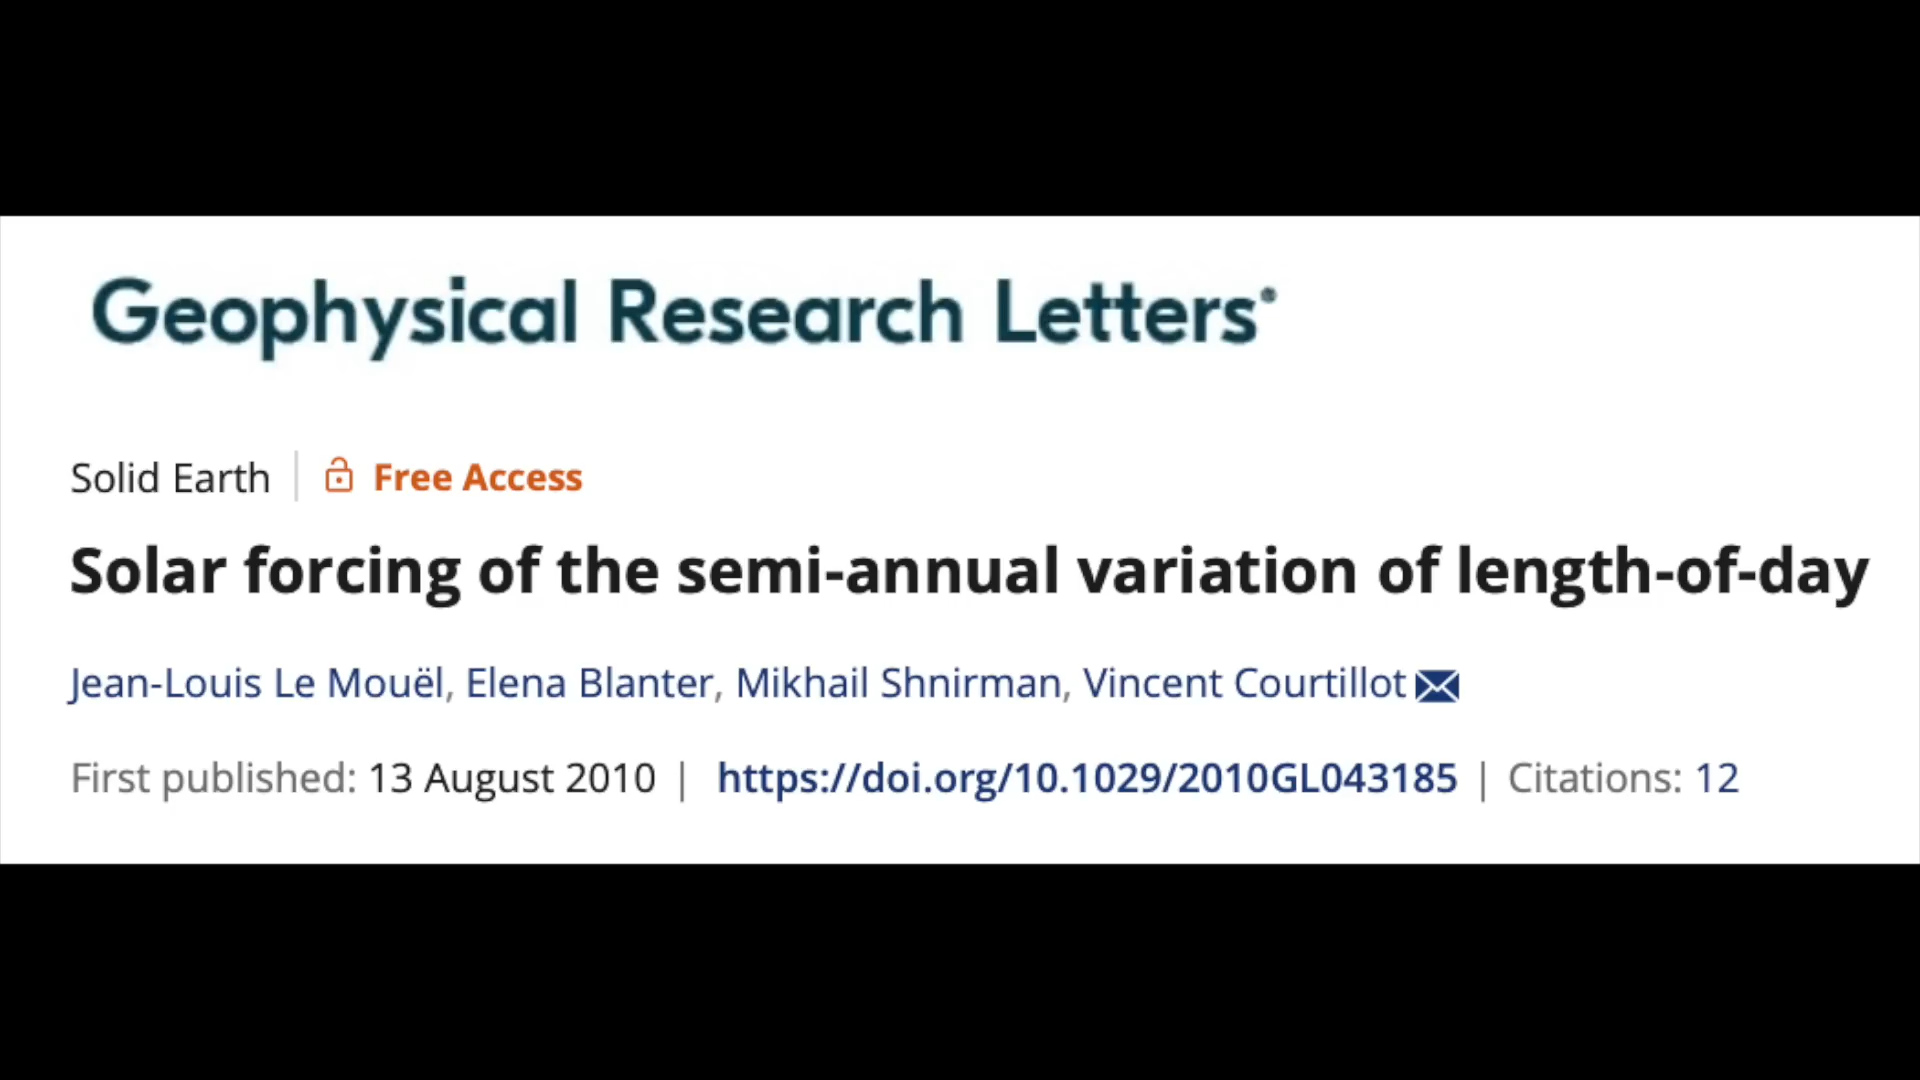 Geophysical Research Letters®
Solid Earth | Free Access
Solar forcing of the semi-annual variation of length-of-day
Jean-Louis Le Mouël, Elena Blanter, Mikhail Shnirman, Vincent Courtillot
First published: 13 August 2010 | https://doi.org/10.1029/2010GL043185 | Citations: 12